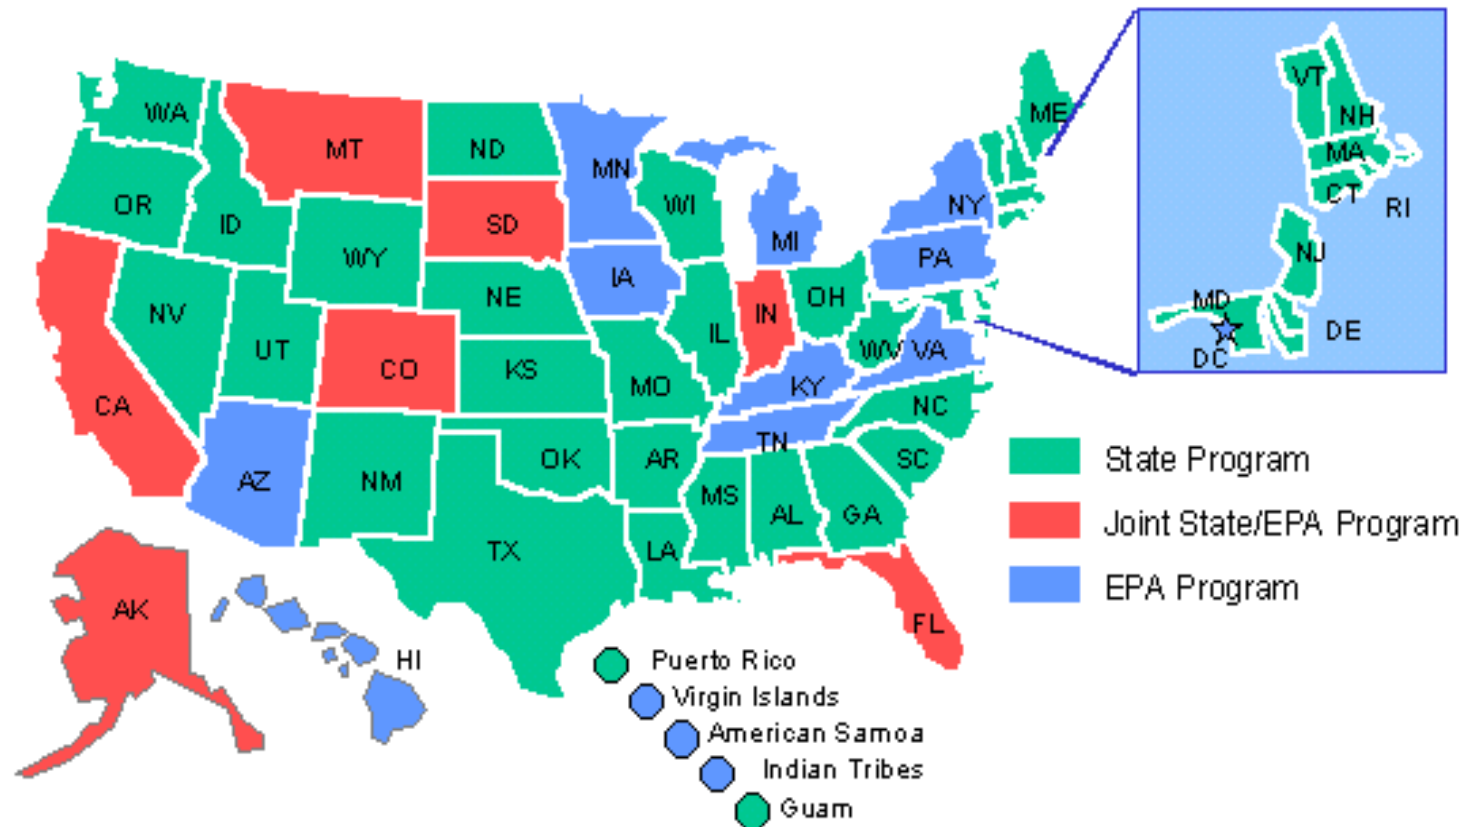 WA
MT
ND
MN
ME
OR
ID
SD
WI
NY
WY
MI
PA
NV
NE
IA
UT
IL
IN
OH
WV
VA
CA
CO
KS
MO
KY
NC
TN
AZ
NM
OK
AR
SC
MS
AL
GA
TX
LA
AK
FL
HI
VT
NH
MA
CT
RI
NJ
MD
DE
DC
State Program
Joint State/EPA Program
EPA Program
Puerto Rico
Virgin Islands
American Samoa
Indian Tribes
Guam